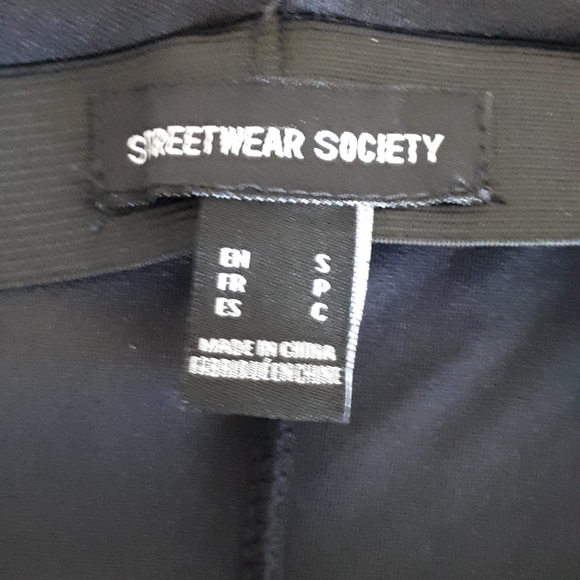 STREETWEAR SOCIETY
EN S
FR P
ES C
MADE IN CHINA
FABRIQUÉ EN CHINE